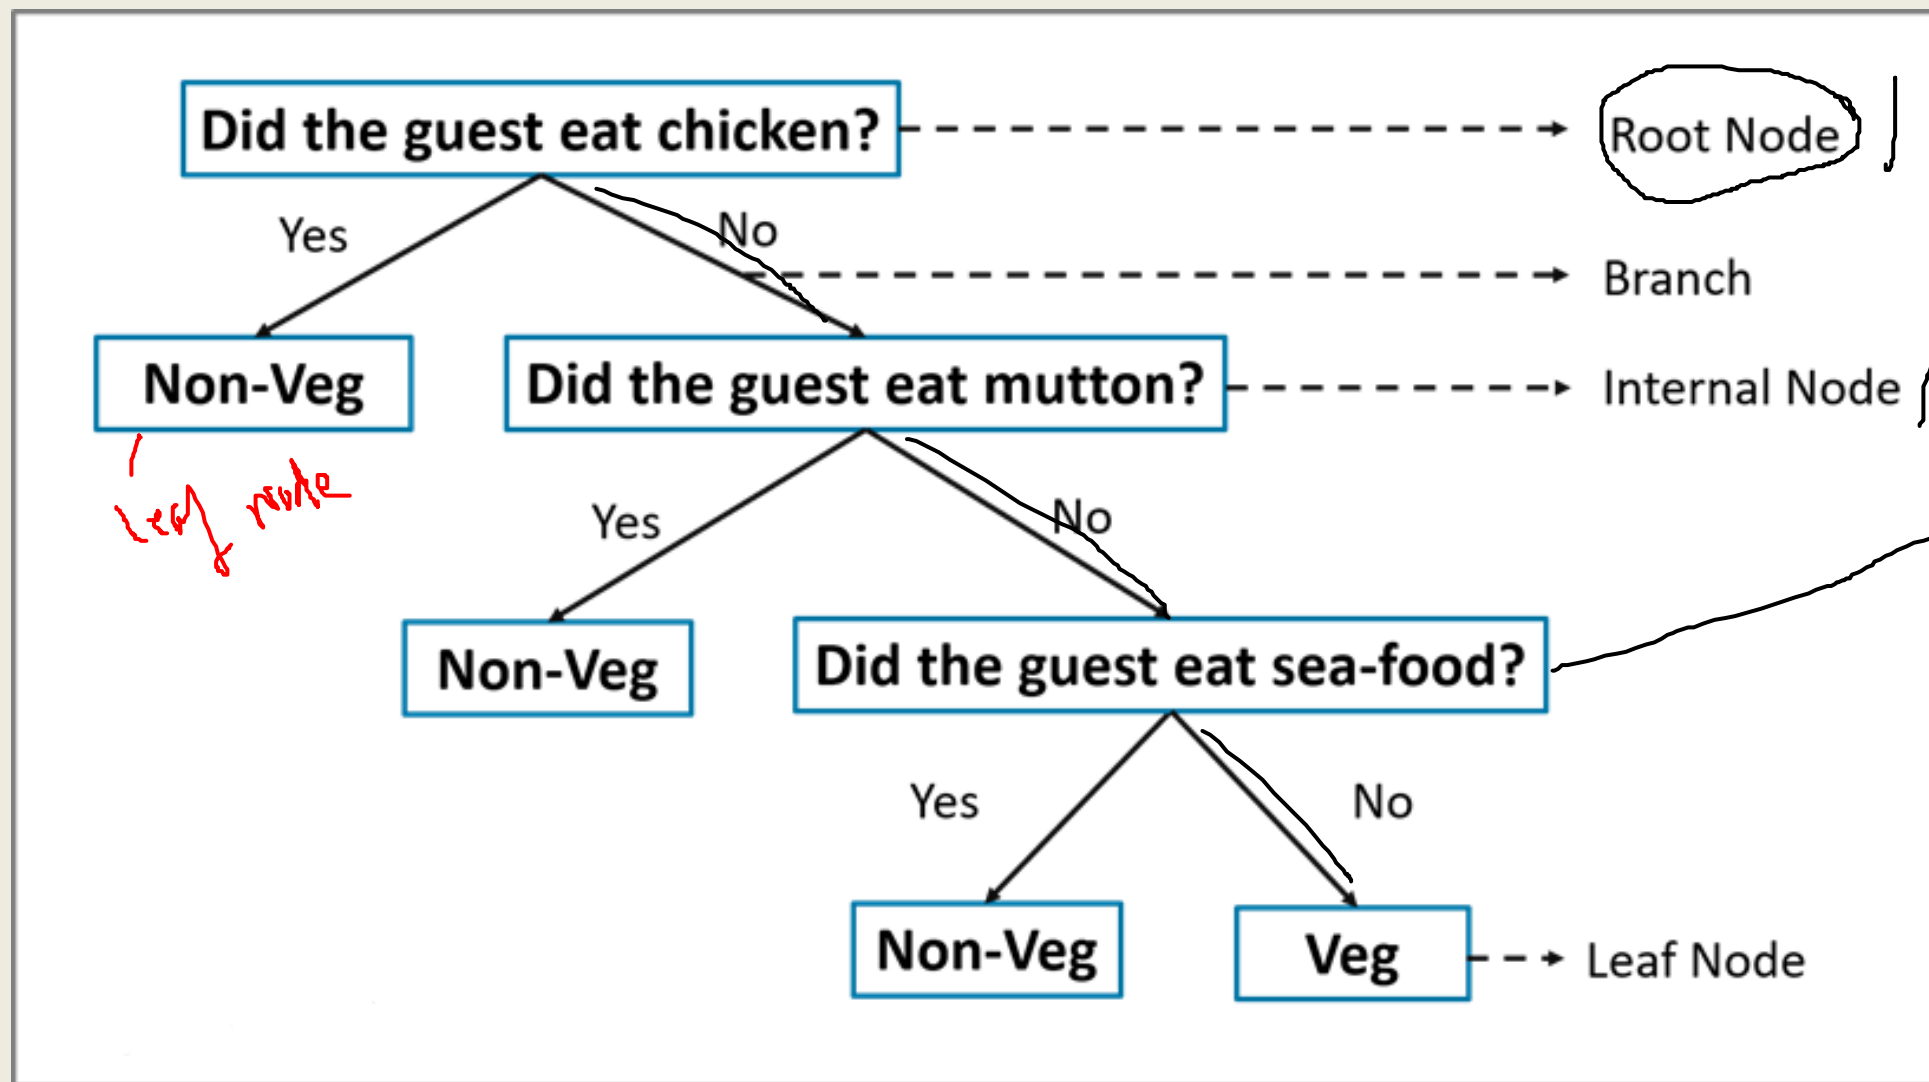 Did the guest eat chicken?
Root Node
Yes
No
Branch
Non-Veg
Did the guest eat mutton?
Internal Node
leaf node
Yes
No
Non-Veg
Did the guest eat sea-food?
Yes
No
Non-Veg
Veg
Leaf Node